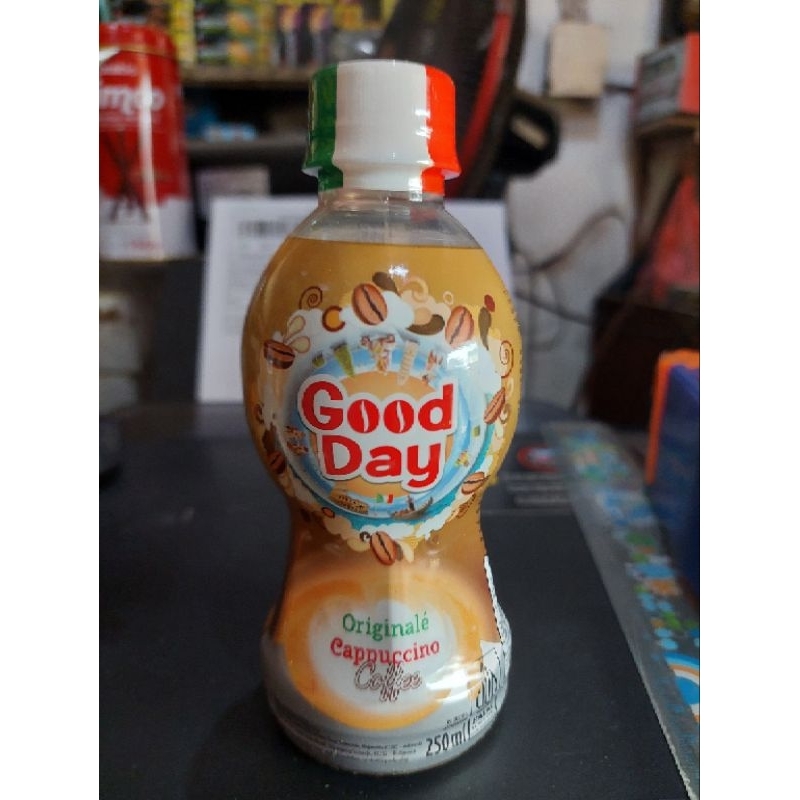 Good
Day
Originalé
Cappuccino
Coffee
250ml